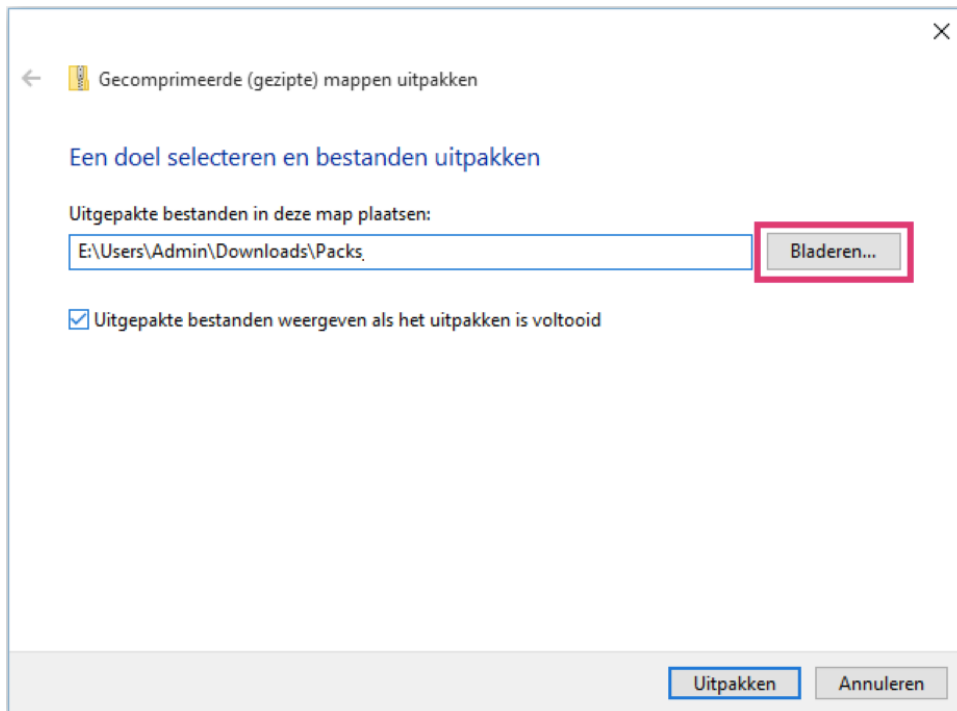 Gecomprimeerde (gezipte) mappen uitpakken
Een doel selecteren en bestanden uitpakken
Uitgepakte bestanden in deze map plaatsen:
E:\Users\Admin\Downloads\Packs
Bladeren...
Uitgepakte bestanden weergeven als het uitpakken is voltooid
Uitpakken
Annuleren